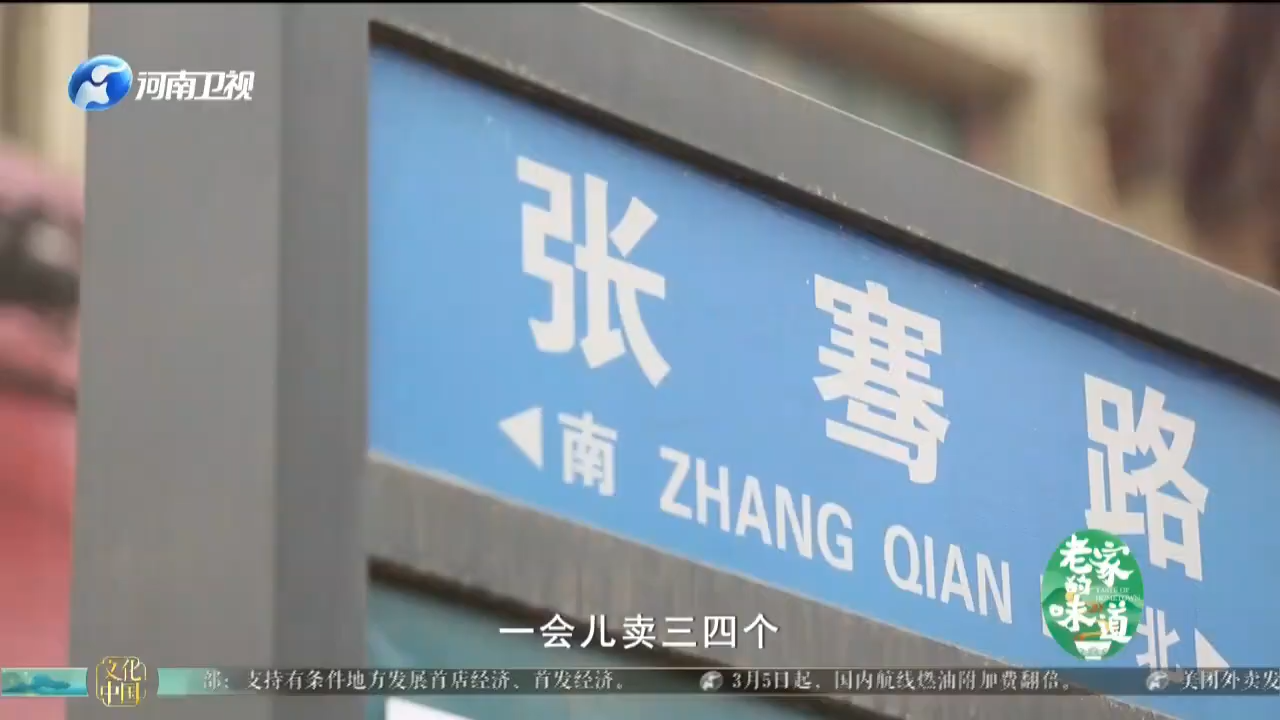 河南卫视
张骞路
南 ZHANG QIAN
北
老家的味道
TASTE OF HOMETOWN
一会儿卖三四个
文化中国
部：支持有条件地方发展首店经济、首发经济。 3月5日起，国内航线燃油附加费翻倍。 美团外卖发